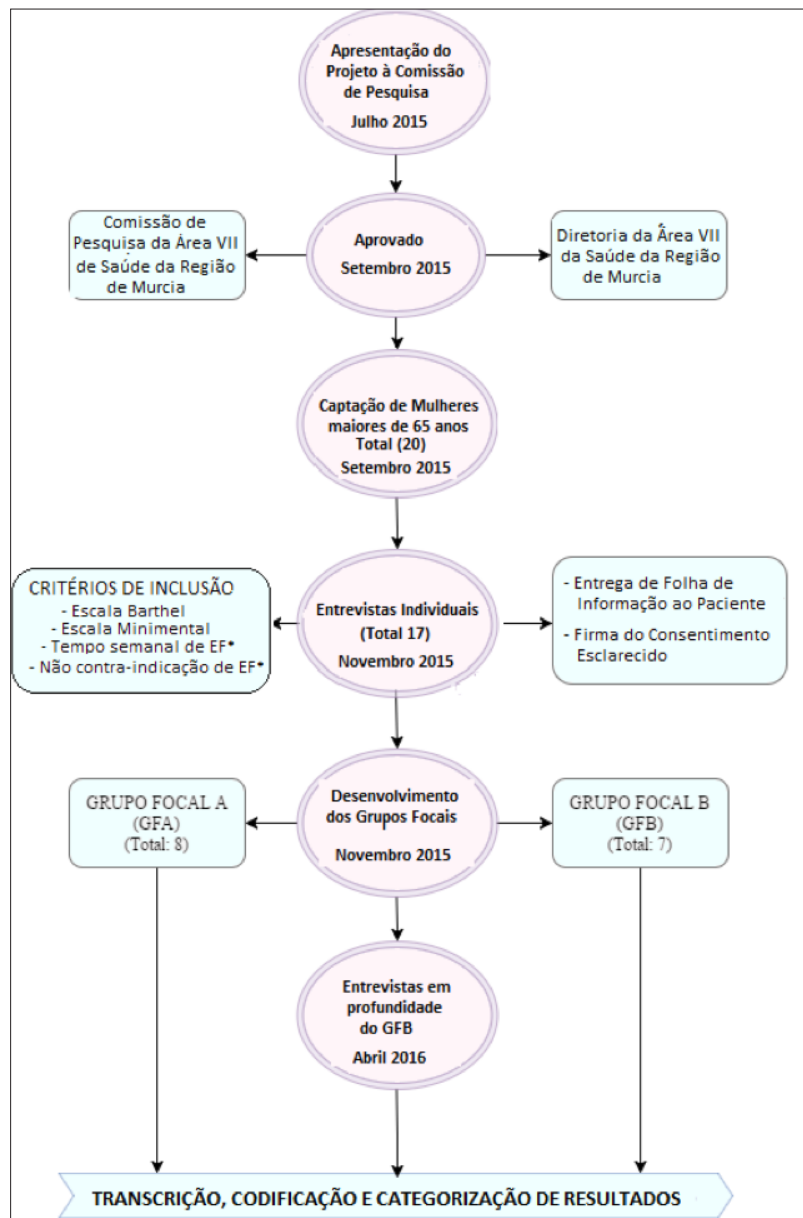 Apresentação do
Projeto à Comissão
de Pesquisa
Julho 2015
Comissão de
Pesquisa da Área VII
de Saúde da Região
de Murcia
Aprovado
Setembro 2015
Diretoria da Área VII
da Saúde da Região
de Murcia
Captação de Mulheres
maiores de 65 anos
Total (20)
Setembro 2015
CRITÉRIOS DE INCLUSÃO
- Escala Barthel
- Escala Minimental
- Tempo semanal de EF*
- Não contra-indicação de EF*
Entrevistas Individuais
(Total 17)
Novembro 2015
- Entrega de Folha de
Informação ao Paciente
- Firma do Consentimento
Esclarecido
GRUPO FOCAL A
(GFA)
(Total: 8)
Desenvolvimento
dos Grupos Focais
Novembro 2015
GRUPO FOCAL B
(GFB)
(Total: 7)
Entrevistas em
profundidade
do GFB
Abril 2016
TRANSCRIÇÃO, CODIFICAÇÃO E CATEGORIZAÇÃO DE RESULTADOS